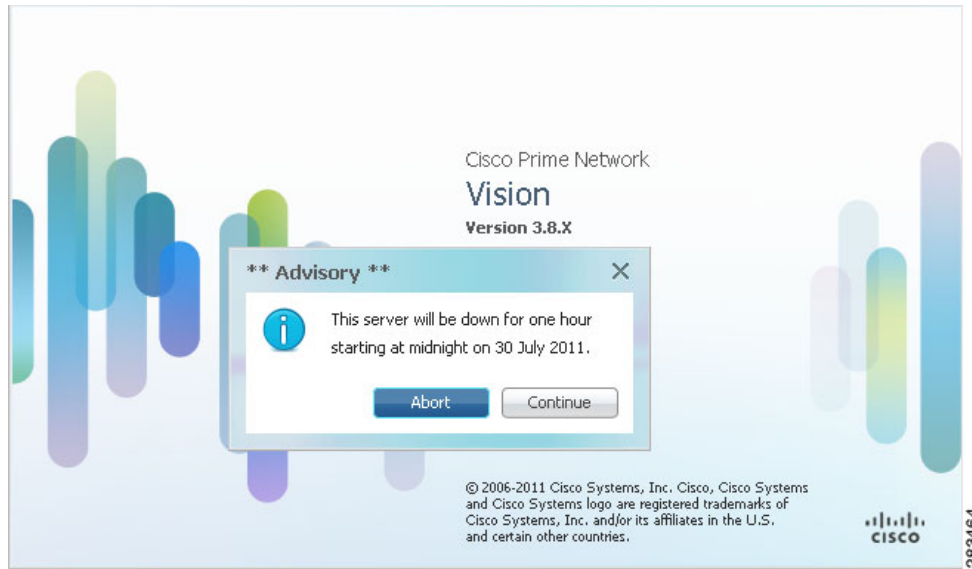 Cisco Prime Network
Vision
Version 3.8.X
** Advisory **
This server will be down for one hour
starting at midnight on 30 July 2011.
Abort
Continue
© 2006-2011 Cisco Systems, Inc. Cisco, Cisco Systems
and Cisco Systems logo are registered trademarks of
Cisco Systems, Inc. and/or its affiliates in the U.S.
and certain other countries.
CISCO
283464